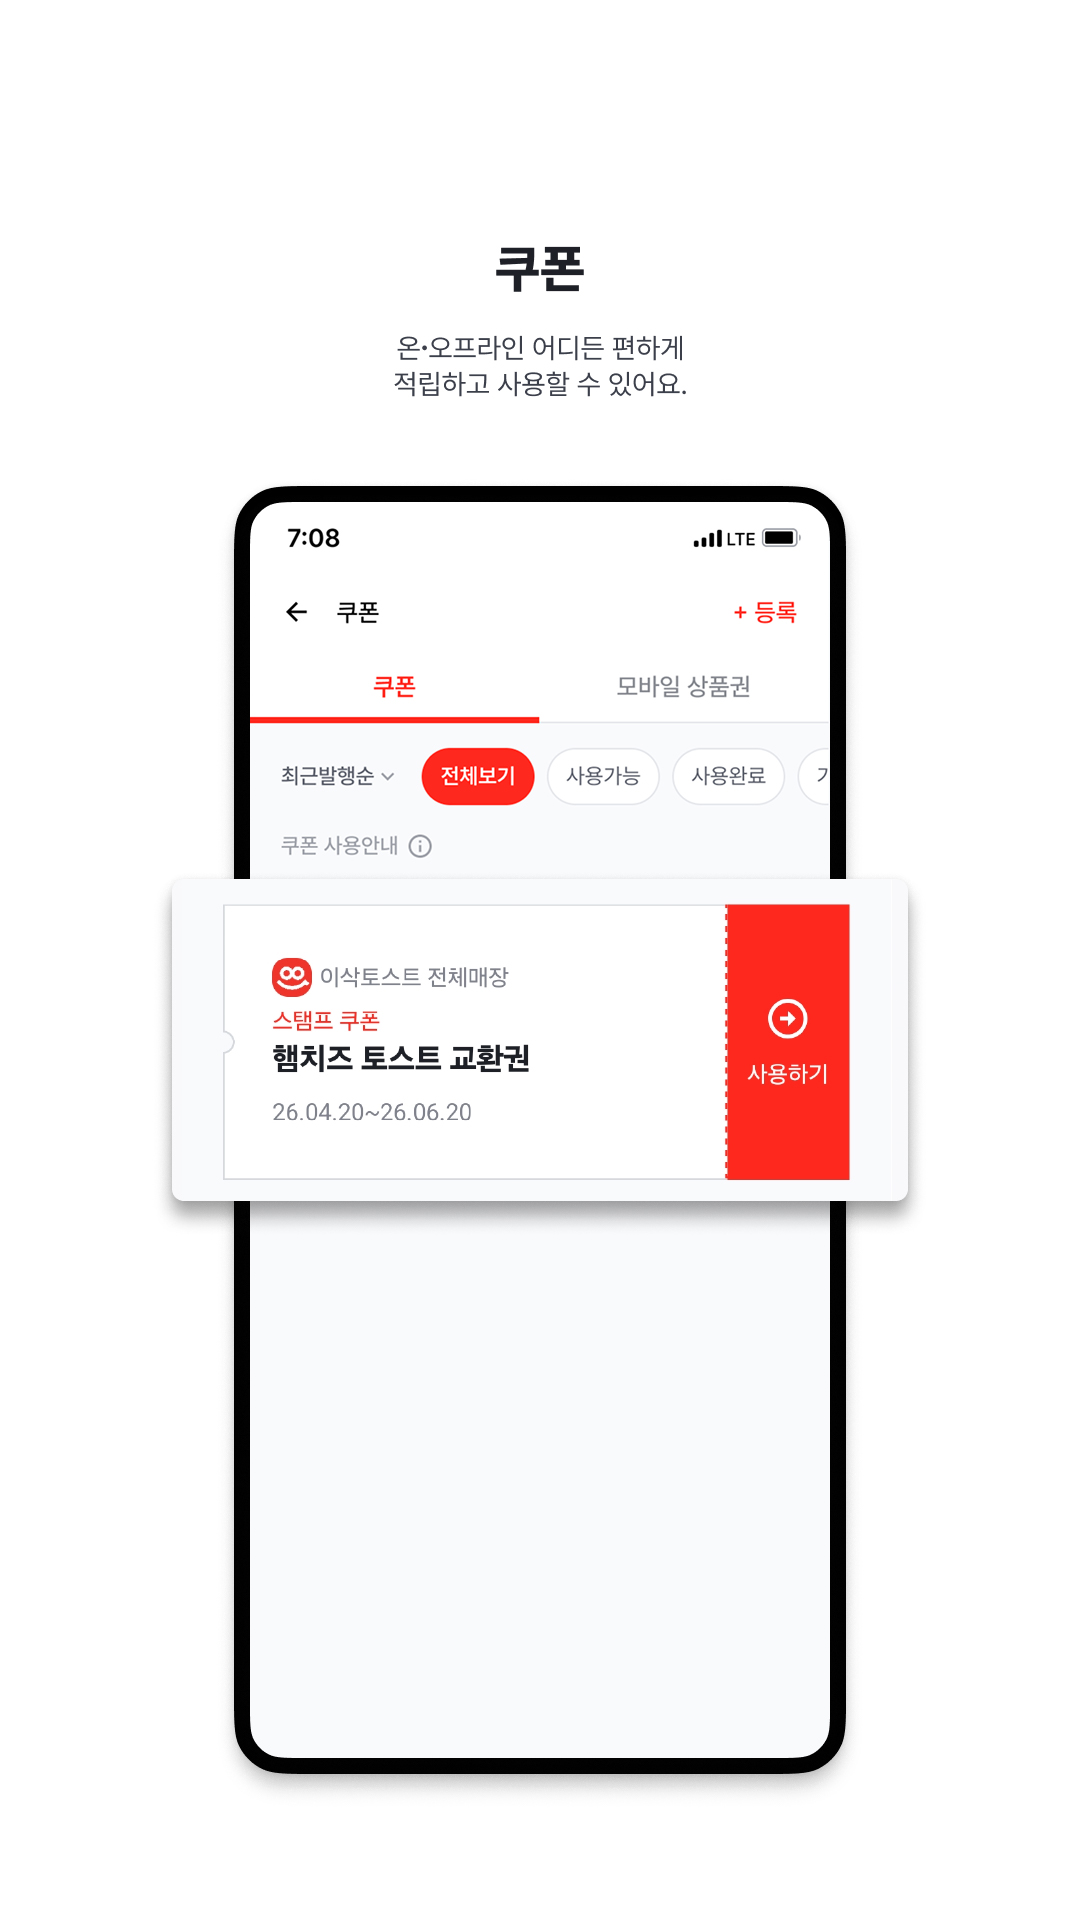 쿠폰
온·오프라인 어디든 편하게
적립하고 사용할 수 있어요.
7:08 LTE
쿠폰 + 등록
쿠폰 모바일 상품권
최근발행순 전체보기 사용가능 사용완료
쿠폰 사용안내
이삭토스트 전체매장
스탬프 쿠폰
햄치즈 토스트 교환권
26.04.20~26.06.20
사용하기